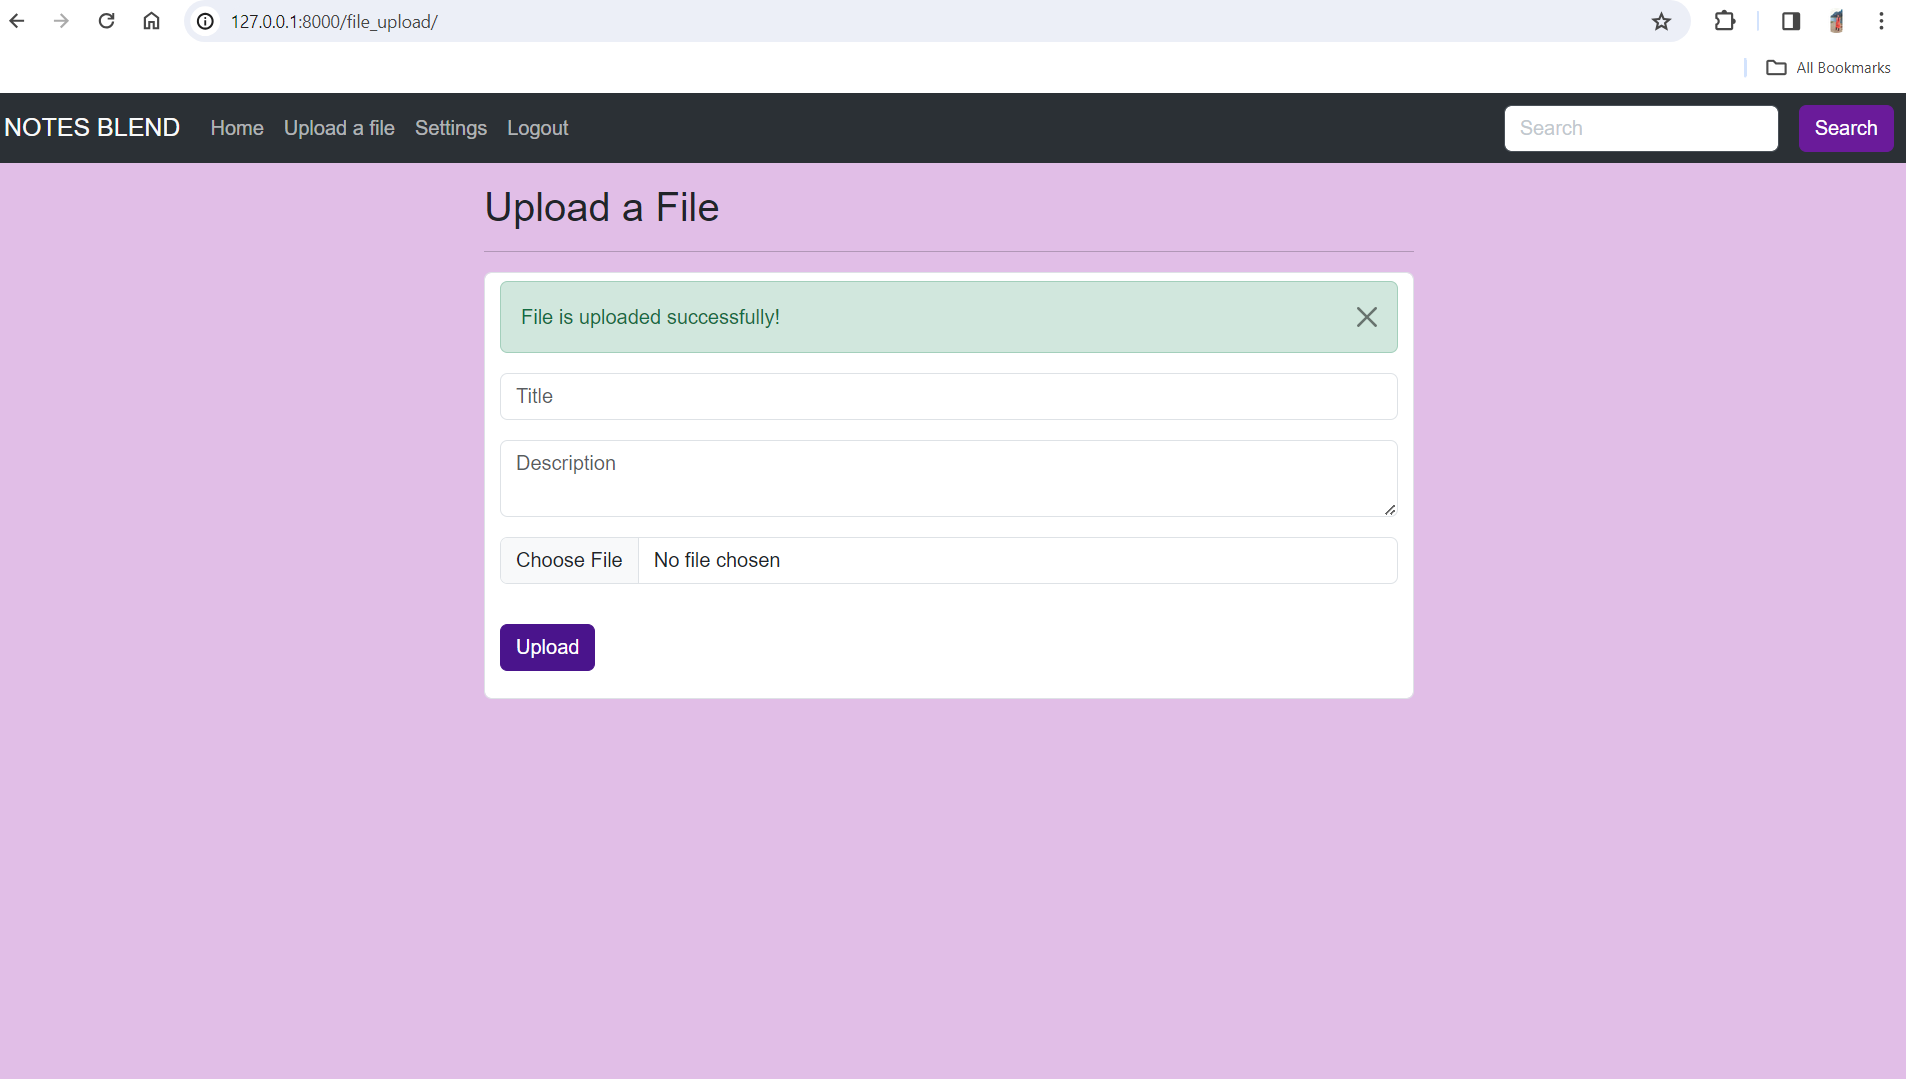 127.0.0.1:8000/file_upload/
All Bookmarks
NOTES BLEND Home Upload a file Settings Logout Search Search
Upload a File
File is uploaded successfully!
Title
Description
Choose File No file chosen
Upload